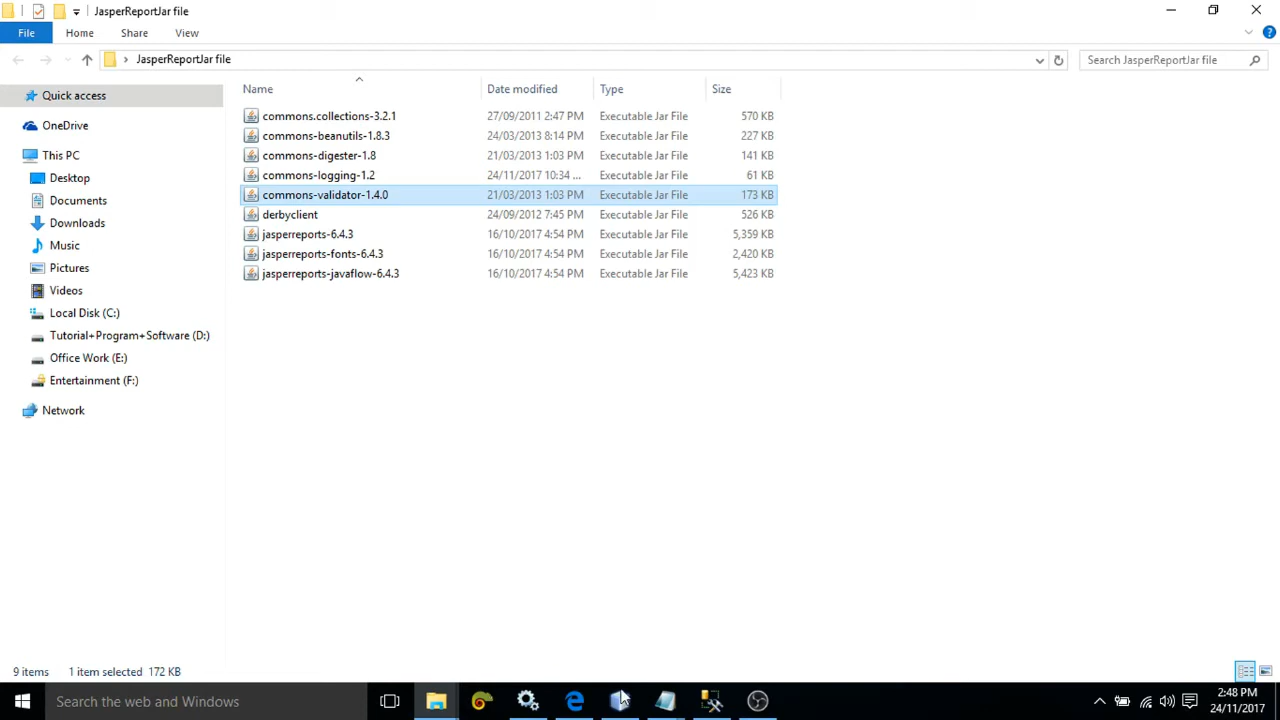 JasperReportJar file
File Home Share View
JasperReportJar file Search JasperReportJar file
Name Date modified Type Size
Quick access
OneDrive
This PC
Desktop
Documents
Downloads
Music
Pictures
Videos
Local Disk (C:)
Tutorial+Program+Software (D:)
Office Work (E:)
Entertainment (F:)
Network
commons.collections-3.2.1 27/09/2011 2:47 PM Executable Jar File 570 KB
commons-beanutils-1.8.3 24/03/2013 8:14 PM Executable Jar File 227 KB
commons-digester-1.8 21/03/2013 1:03 PM Executable Jar File 141 KB
commons-logging-1.2 24/11/2017 10:34 ... Executable Jar File 61 KB
commons-validator-1.4.0 21/03/2013 1:03 PM Executable Jar File 173 KB
derbyclient 24/09/2012 7:45 PM Executable Jar File 526 KB
jasperreports-6.4.3 16/10/2017 4:54 PM Executable Jar File 5,359 KB
jasperreports-fonts-6.4.3 16/10/2017 4:54 PM Executable Jar File 2,420 KB
jasperreports-javaflow-6.4.3 16/10/2017 4:54 PM Executable Jar File 5,423 KB
9 items 1 item selected 172 KB
Search the web and Windows
2:48 PM
24/11/2017